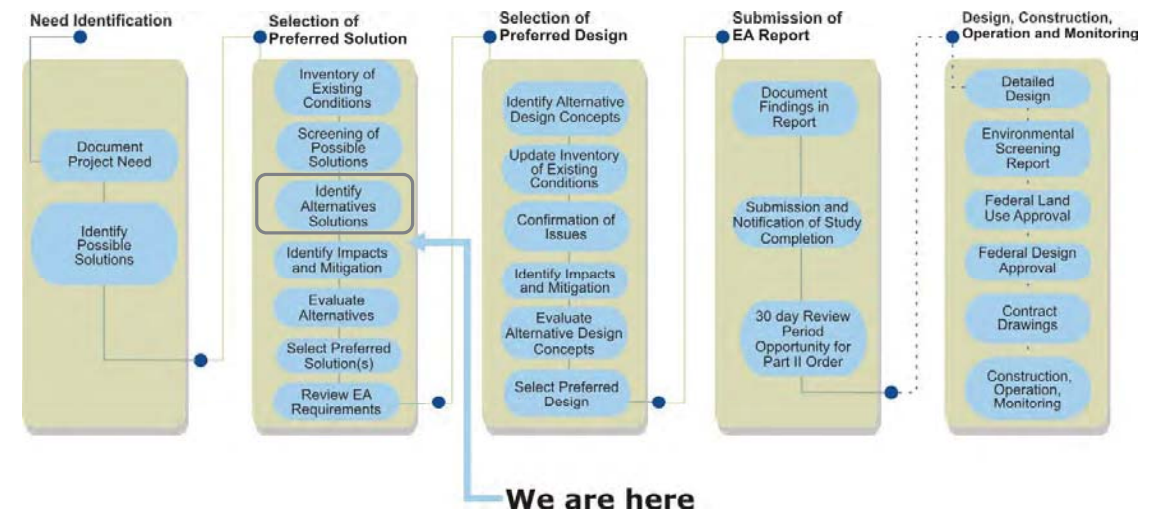 Need Identification
Document
Project Need
Identify
Possible
Solutions
Selection of
Preferred Solution
Inventory of
Existing
Conditions
Screening of
Possible
Solutions
Identify
Alternatives
Solutions
Identify Impacts
and Mitigation
Evaluate
Alternatives
Select Preferred
Solution(s)
Review EA
Requirements
Selection of
Preferred Design
Identify Alternative
Design Concepts
Update Inventory
of Existing
Conditions
Confirmation of
Issues
Identify Impacts
and Mitigation
Evaluate
Alternative Design
Concepts
Select Preferred
Design
Submission of
EA Report
Document
Findings in
Report
Submission and
Notification of Study
Completion
30 day Review
Period
Opportunity for
Part II Order
Design, Construction,
Operation and Monitoring
Detailed
Design
Environmental
Screening
Report
Federal Land
Use Approval
Federal Design
Approval
Contract
Drawings
Construction,
Operation,
Monitoring
We are here